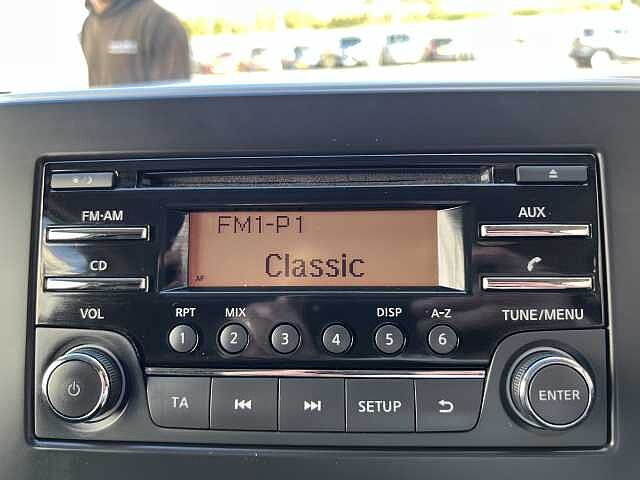 FM·AM
FM1-P1
AUX
CD
AF
Classic
VOL
RPT
MIX
DISP
A-Z
TUNE/MENU
1
2
3
4
5
6
TA
SETUP
ENTER